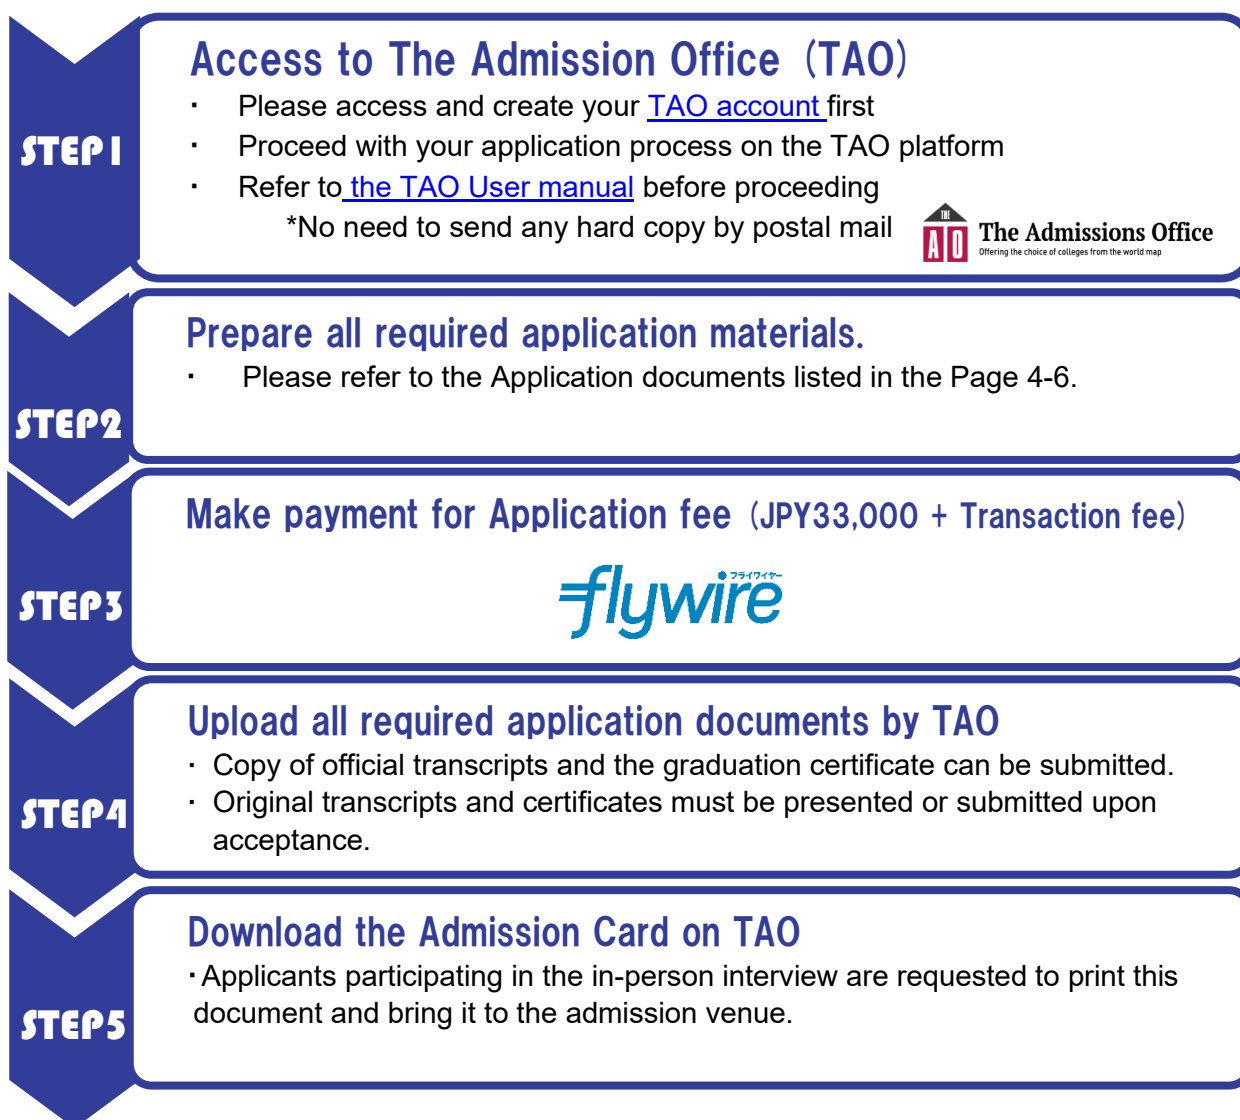 STEP1
Access to The Admission Office (TAO)
・ Please access and create your TAO account first
・ Proceed with your application process on the TAO platform
・ Refer to the TAO User manual before proceeding
*No need to send any hard copy by postal mail
THE
AO
The Admissions Office
Offering the choice of colleges from the world map
STEP2
Prepare all required application materials.
・ Please refer to the Application documents listed in the Page 4-6.
STEP3
Make payment for Application fee (JPY33,000 + Transaction fee)
フライワイヤー
flywire
STEP4
Upload all required application documents by TAO
・ Copy of official transcripts and the graduation certificate can be submitted.
・ Original transcripts and certificates must be presented or submitted upon
acceptance.
STEP5
Download the Admission Card on TAO
・Applicants participating in the in-person interview are requested to print this
document and bring it to the admission venue.